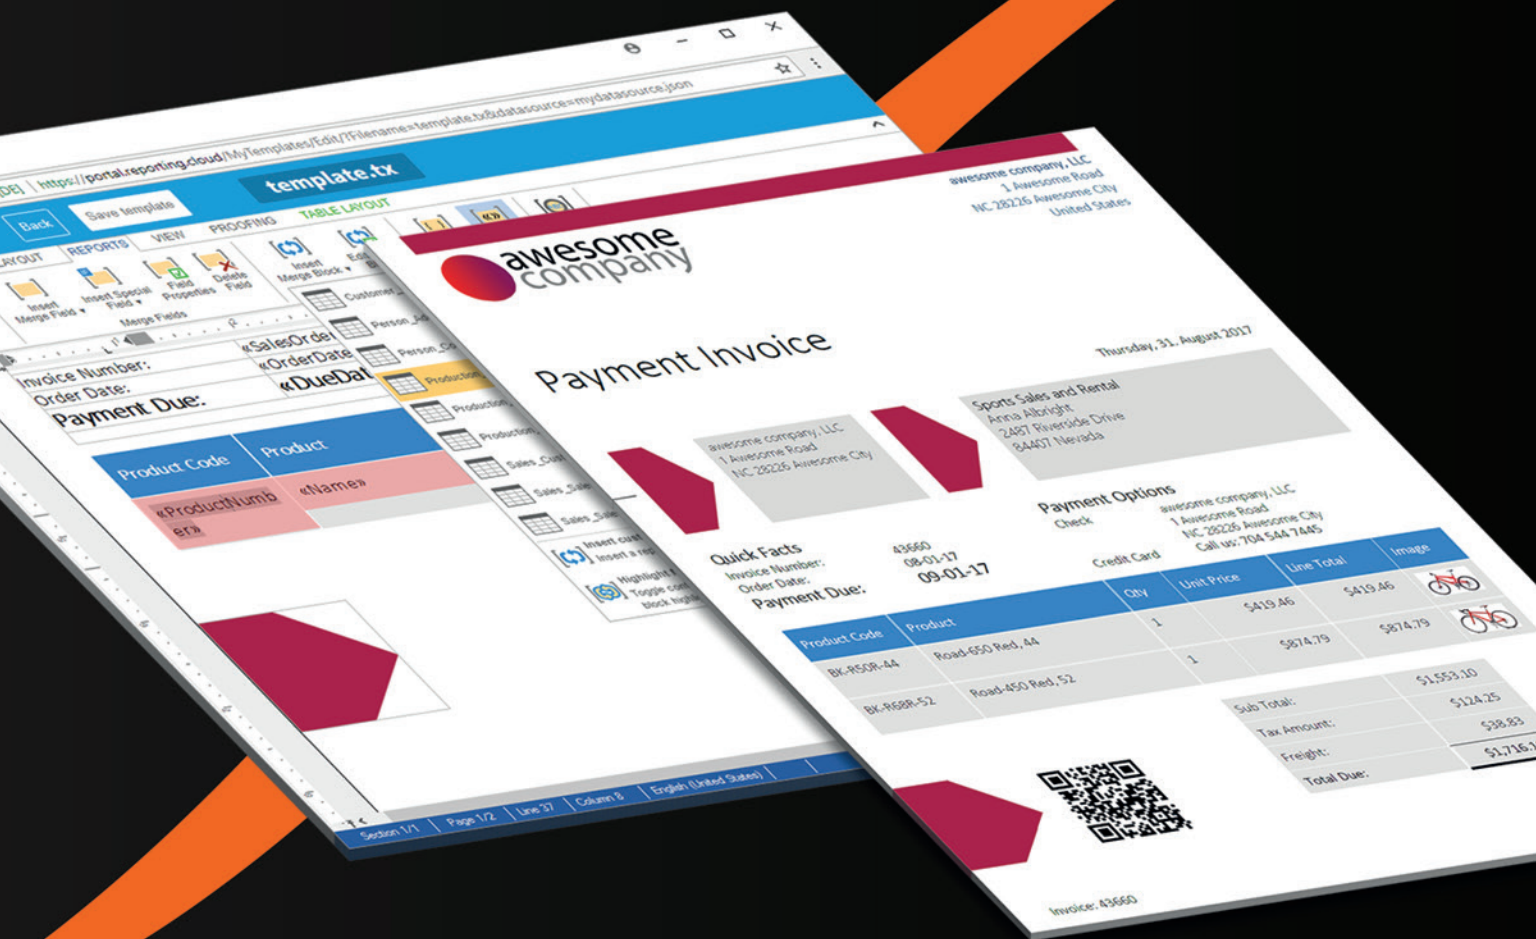 https://portal.reporting.cloud/MyTemplates/Edit/?Filename=template.tx&datasource=mydatasource.json
Back
Save template
template.tx
REPORTS
VIEW
PROOFING
TABLE LAYOUT
Insert
Merge Field
Insert Special
Field
Field
Properties
Delete
Field
Insert
Merge Block
Merge Fields
Invoice Number:
Order Date:
«OrderDate
Payment Due:
Product Code
Product
«ProductNumb
er»
«Name»
Section 1/1
Page 1/2
Line 37
Column 8
English (United States)
awesome
company
awesome company, LLC
1 Awesome Road
NC 28226 Awesome City
United States
Payment Invoice
Thursday, 31. August 2017
awesome company, LLC
1 Awesome Road
NC 28226 Awesome City
Sports Sales and Rental
Anna Albright
2487 Riverside Drive
84407 Nevada
Quick Facts
Invoice Number: 43660
Order Date: 08-01-17
Payment Due: 09-01-17
Payment Options
Check
awesome company, LLC
1 Awesome Road
NC 28226 Awesome City
Credit Card
Call us: 704 544 7445
Product Code Product Qty Unit Price Line Total Image
BK-R50R-44 Road-650 Red, 44 1 $419.46 $419.46
BK-R68R-52 Road-450 Red, 52 1 $874.79 $874.79
Sub Total: $1,553.10
Tax Amount: $124.25
Freight: $38.83
Total Due:
Invoice: 43660